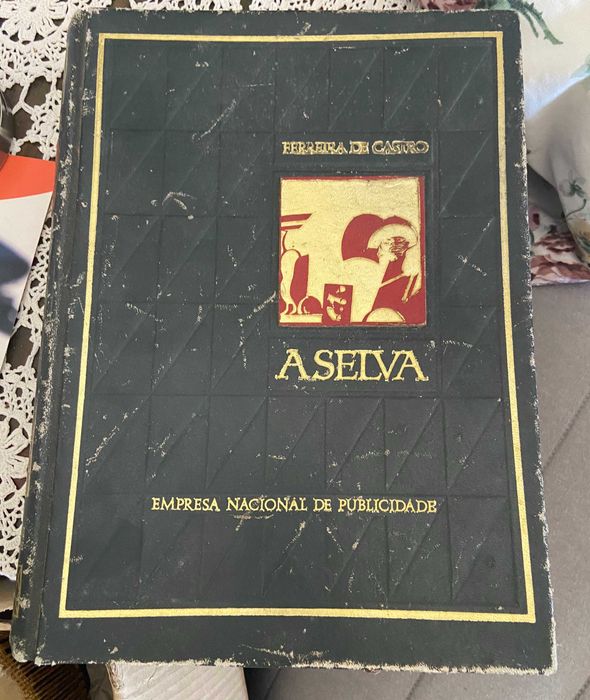 FERREIRA DE CASTRO
A SELVA
EMPRESA NACIONAL DE PUBLICIDADE